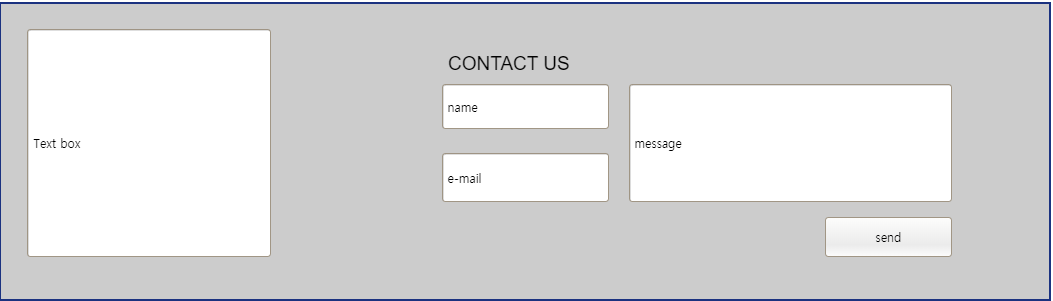 Text box
CONTACT US
name
e-mail
message
send